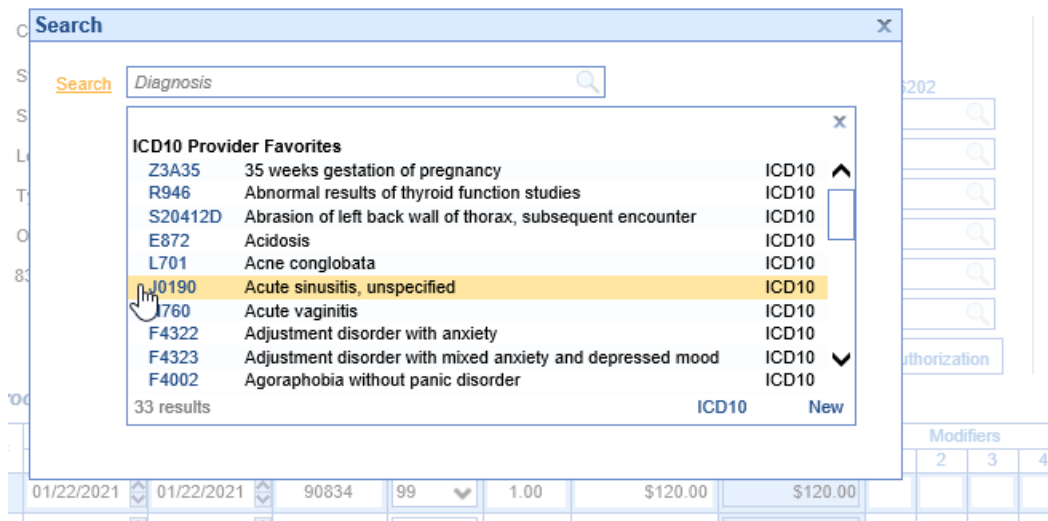 Search x
Search Diagnosis
6202
x
ICD10 Provider Favorites
Z3A35 35 weeks gestation of pregnancy ICD10
R946 Abnormal results of thyroid function studies ICD10
S20412D Abrasion of left back wall of thorax, subsequent encounter ICD10
E872 Acidosis ICD10
L701 Acne conglobata ICD10
J0190 Acute sinusitis, unspecified ICD10
760 Acute vaginitis ICD10
F4322 Adjustment disorder with anxiety ICD10
F4323 Adjustment disorder with mixed anxiety and depressed mood ICD10
uthorization
F4002 Agoraphobia without panic disorder ICD10
33 results ICD10 New
Modifiers
2 3 4
01/22/2021 01/22/2021 90834 99 1.00 $120.00 $120.00